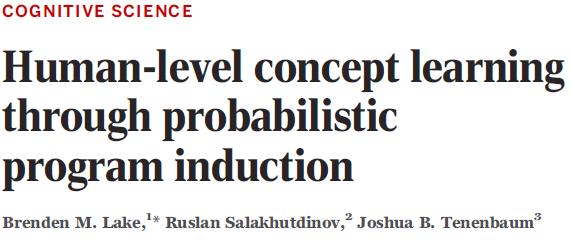 COGNITIVE SCIENCE
Human-level concept learning
through probabilistic
program induction
Brenden M. Lake,¹* Ruslan Salakhutdinov,² Joshua B. Tenenbaum³